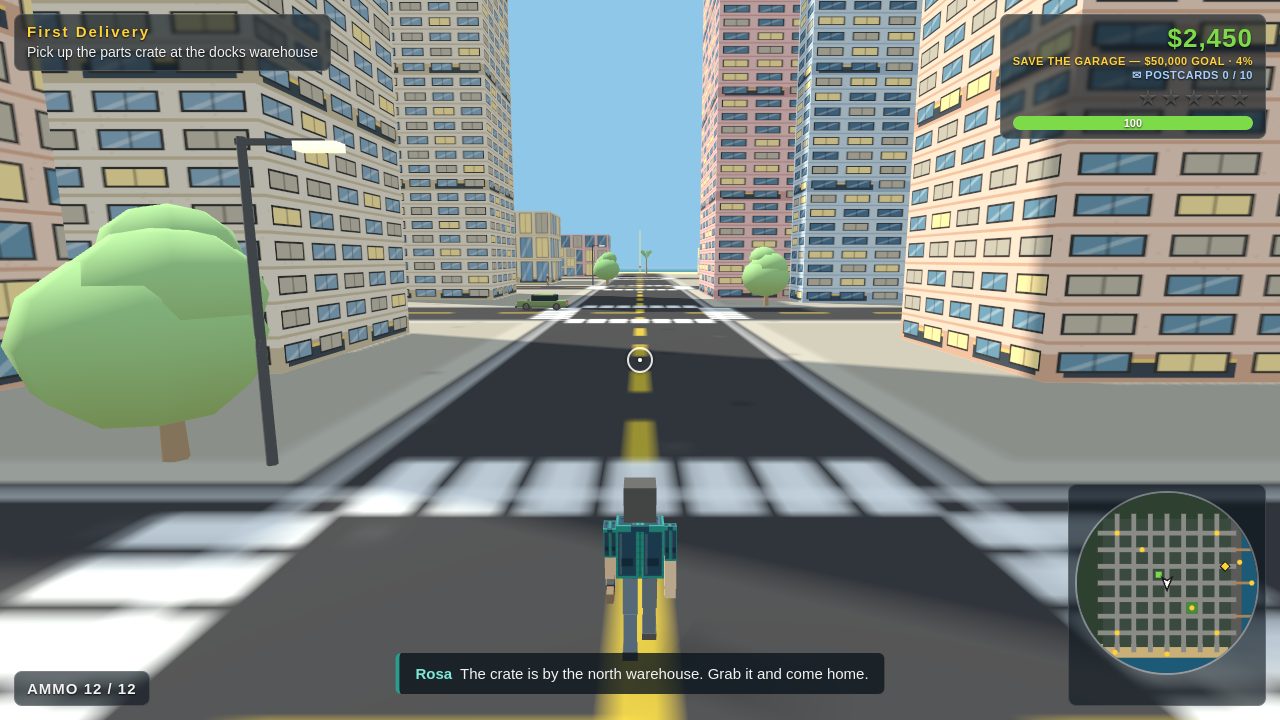 First Delivery
Pick up the parts crate at the docks warehouse
$2,450
SAVE THE GARAGE — $50,000 GOAL · 4%
✉ POSTCARDS 0 / 10
☆ ☆ ☆ ☆ ☆
100
Rosa The crate is by the north warehouse. Grab it and come home.
AMMO 12 / 12